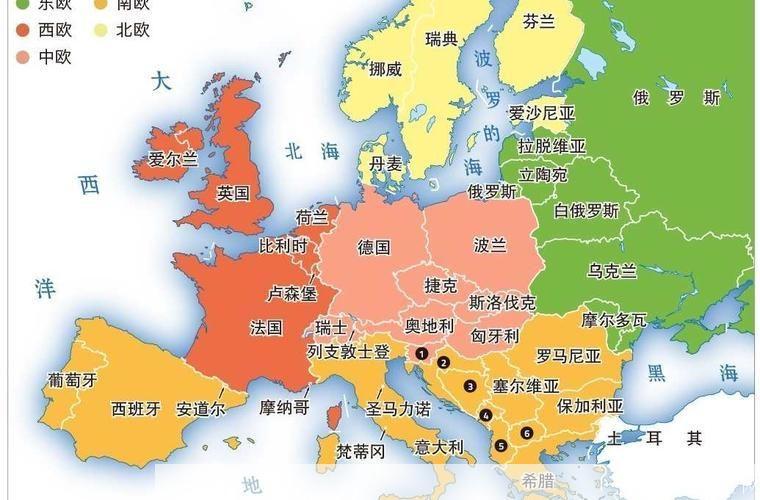 东欧 南欧
西欧 北欧
中欧
芬兰
瑞典
挪威
波罗的海
大西洋
俄罗斯
爱沙尼亚
北海
丹麦
拉脱维亚
爱尔兰
立陶宛
英国
俄罗斯
白俄罗斯
荷兰
比利时
德国
波兰
乌克兰
捷克
卢森堡
斯洛伐克
法国
瑞士
奥地利
摩尔多瓦
匈牙利
列支敦士登
1
罗马尼亚
2
黑海
葡萄牙
3
塞尔维亚
西班牙
安道尔
摩纳哥
圣马力诺
4
保加利亚
6
土耳其
梵蒂冈
意大利
5
希腊
地